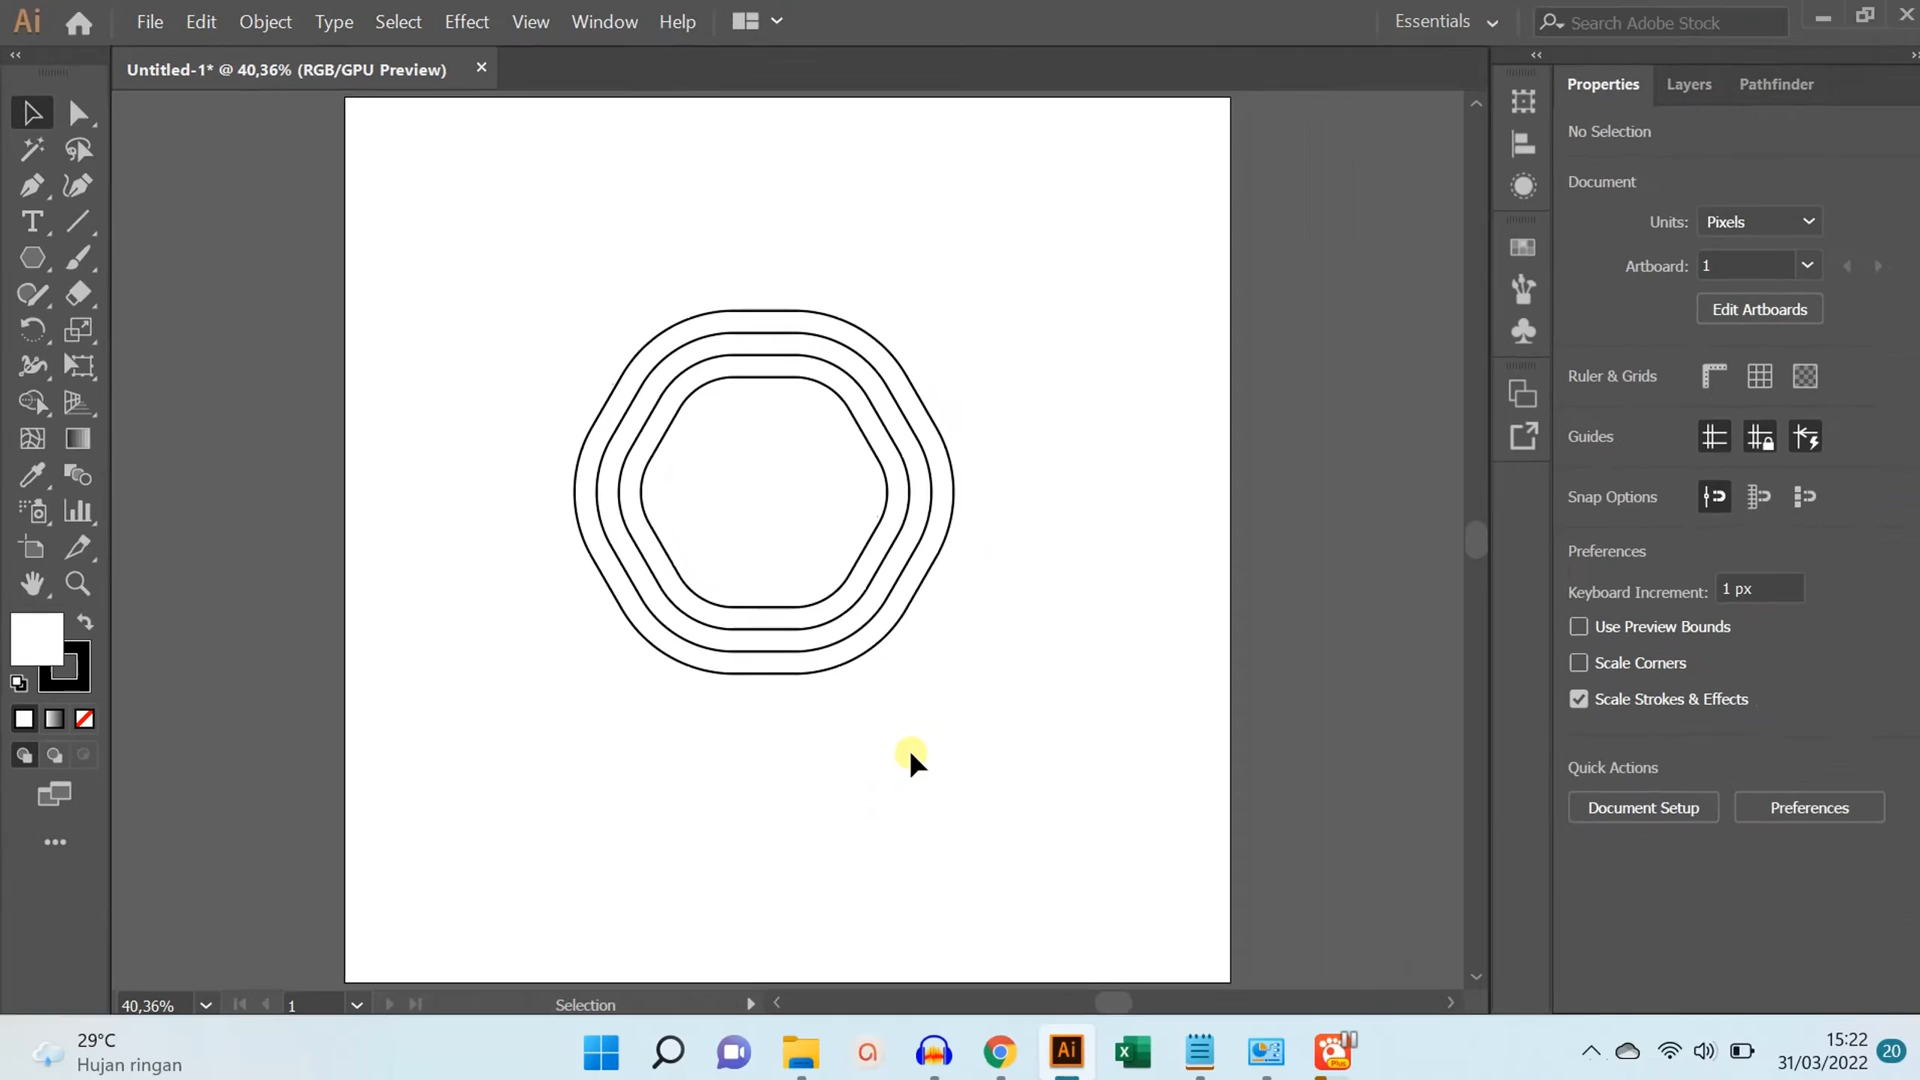 Ai File Edit Object Type Select Effect View Window Help Essentials Search Adobe Stock
Untitled-1* @ 40,36% (RGB/GPU Preview)
Properties Layers Pathfinder
No Selection
Document
Units: Pixels
Artboard: 1
Edit Artboards
Ruler & Grids
Guides
Snap Options
Preferences
Keyboard Increment: 1 px
Use Preview Bounds
Scale Corners
Scale Strokes & Effects
Quick Actions
Document Setup Preferences
40,36% 1 Selection
29°C
Hujan ringan
Ai
Plus
15:22
31/03/2022
20